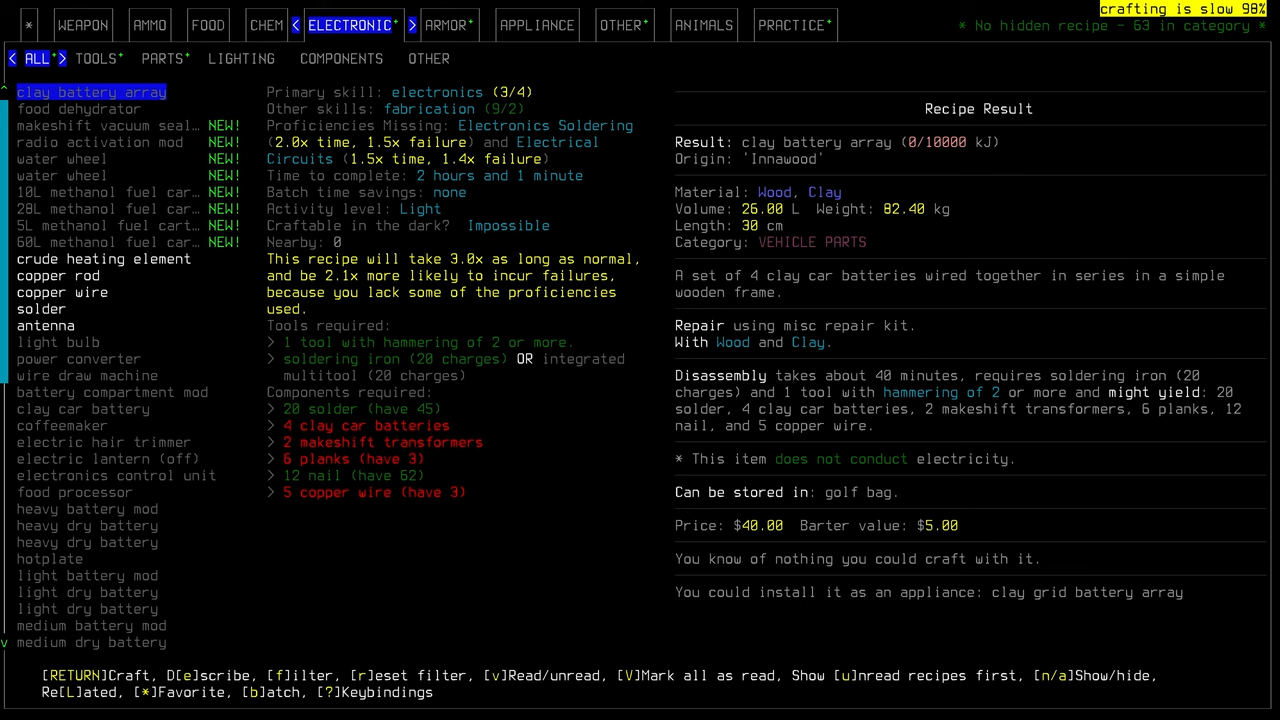 crafting is slow 98%
* WEAPON AMMO FOOD CHEM < ELECTRONIC* > ARMOR* APPLIANCE OTHER* ANIMALS PRACTICE* * No hidden recipe - 63 in category *
< ALL* > TOOLS* PARTS* LIGHTING COMPONENTS OTHER
^
clay battery array
food dehydrator
makeshift vacuum seal… NEW!
radio activation mod NEW!
water wheel NEW!
water wheel NEW!
10L methanol fuel car… NEW!
28L methanol fuel car… NEW!
5L methanol fuel cart… NEW!
60L methanol fuel car… NEW!
crude heating element
copper rod
copper wire
solder
antenna
light bulb
power converter
wire draw machine
battery compartment mod
clay car battery
coffeemaker
electric hair trimmer
electric lantern (off)
electronics control unit
food processor
heavy battery mod
heavy dry battery
heavy dry battery
hotplate
light battery mod
light dry battery
light dry battery
medium battery mod
v medium dry battery
Primary skill: electronics (3/4)
Other skills: fabrication (9/2)
Proficiencies Missing: Electronics Soldering
(2.0x time, 1.5x failure) and Electrical
Circuits (1.5x time, 1.4x failure)
Time to complete: 2 hours and 1 minute
Batch time savings: none
Activity level: Light
Craftable in the dark? Impossible
Nearby: 0
This recipe will take 3.0x as long as normal,
and be 2.1x more likely to incur failures,
because you lack some of the proficiencies
used.
Tools required:
> 1 tool with hammering of 2 or more.
> soldering iron (20 charges) OR integrated
multitool (20 charges)
Components required:
> 20 solder (have 45)
> 4 clay car batteries
> 2 makeshift transformers
> 6 planks (have 3)
> 12 nail (have 62)
> 5 copper wire (have 3)
Recipe Result
Result: clay battery array (0/10000 kJ)
Origin: 'Innawood'
Material: Wood, Clay
Volume: 26.00 L Weight: 82.40 kg
Length: 30 cm
Category: VEHICLE PARTS
A set of 4 clay car batteries wired together in series in a simple
wooden frame.
Repair using misc repair kit.
With Wood and Clay.
Disassembly takes about 40 minutes, requires soldering iron (20
charges) and 1 tool with hammering of 2 or more and might yield: 20
solder, 4 clay car batteries, 2 makeshift transformers, 6 planks, 12
nail, and 5 copper wire.
* This item does not conduct electricity.
Can be stored in: golf bag.
Price: $40.00 Barter value: $5.00
You know of nothing you could craft with it.
You could install it as an appliance: clay grid battery array
[RETURN]Craft, D[e]scribe, [f]ilter, [r]eset filter, [v]Read/unread, [V]Mark all as read, Show [u]nread recipes first, [n/a]Show/hide,
Re[L]ated, [*]Favorite, [b]atch, [?]Keybindings